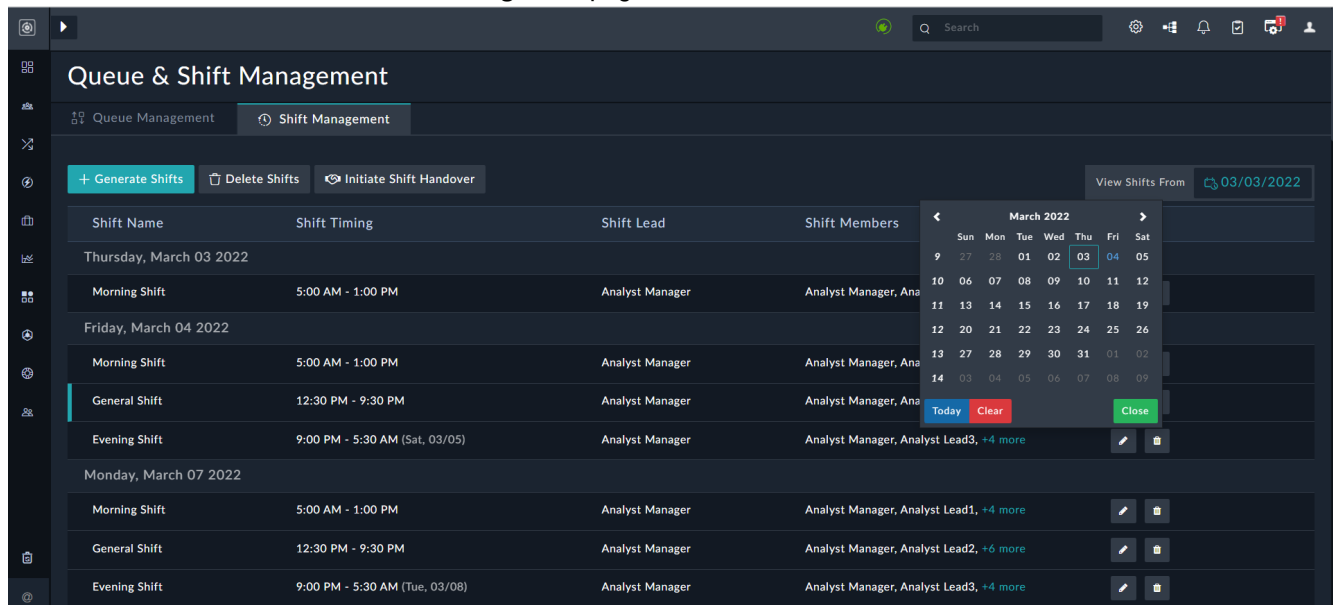 Search
Queue & Shift Management
Queue Management
Shift Management
+ Generate Shifts
Delete Shifts
Initiate Shift Handover
View Shifts From
03/03/2022
Shift Name Shift Timing Shift Lead Shift Members
Thursday, March 03 2022
Morning Shift 5:00 AM - 1:00 PM Analyst Manager Analyst Manager, Ana
Friday, March 04 2022
Morning Shift 5:00 AM - 1:00 PM Analyst Manager Analyst Manager, Ana
General Shift 12:30 PM - 9:30 PM Analyst Manager Analyst Manager, Ana
Evening Shift 9:00 PM - 5:30 AM (Sat, 03/05) Analyst Manager Analyst Manager, Analyst Lead3, +4 more
Monday, March 07 2022
Morning Shift 5:00 AM - 1:00 PM Analyst Manager Analyst Manager, Analyst Lead1, +4 more
General Shift 12:30 PM - 9:30 PM Analyst Manager Analyst Manager, Analyst Lead2, +6 more
Evening Shift 9:00 PM - 5:30 AM (Tue, 03/08) Analyst Manager Analyst Manager, Analyst Lead3, +4 more
March 2022
Sun Mon Tue Wed Thu Fri Sat
9 27 28 01 02 03 04 05
10 06 07 08 09 10 11 12
11 13 14 15 16 17 18 19
12 20 21 22 23 24 25 26
13 27 28 29 30 31 01 02
14 03 04 05 06 07 08 09
Today Clear Close